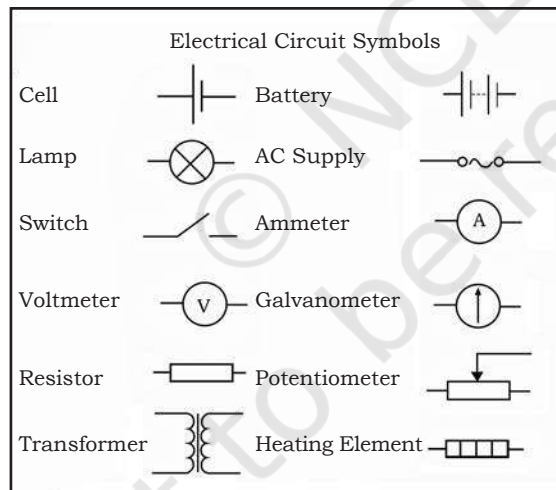 Electrical Circuit Symbols
Cell Battery
Lamp AC Supply
Switch Ammeter A
Voltmeter V Galvanometer
Resistor Potentiometer
Transformer Heating Element